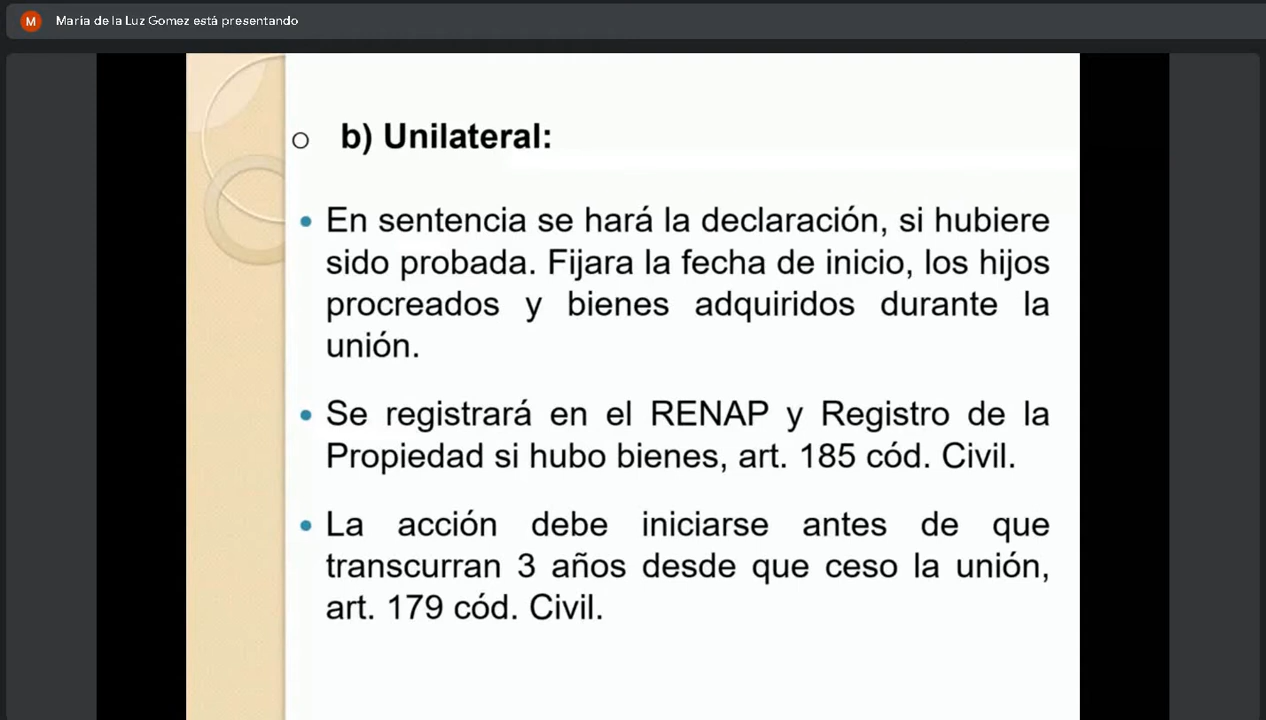 M María de la Luz Gomez está presentando
b) Unilateral:
En sentencia se hará la declaración, si hubiere
sido probada. Fijara la fecha de inicio, los hijos
procreados y bienes adquiridos durante la
unión.
Se registrará en el RENAP y Registro de la
Propiedad si hubo bienes, art. 185 cód. Civil.
La acción debe iniciarse antes de que
transcurran 3 años desde que ceso la unión,
art. 179 cód. Civil.